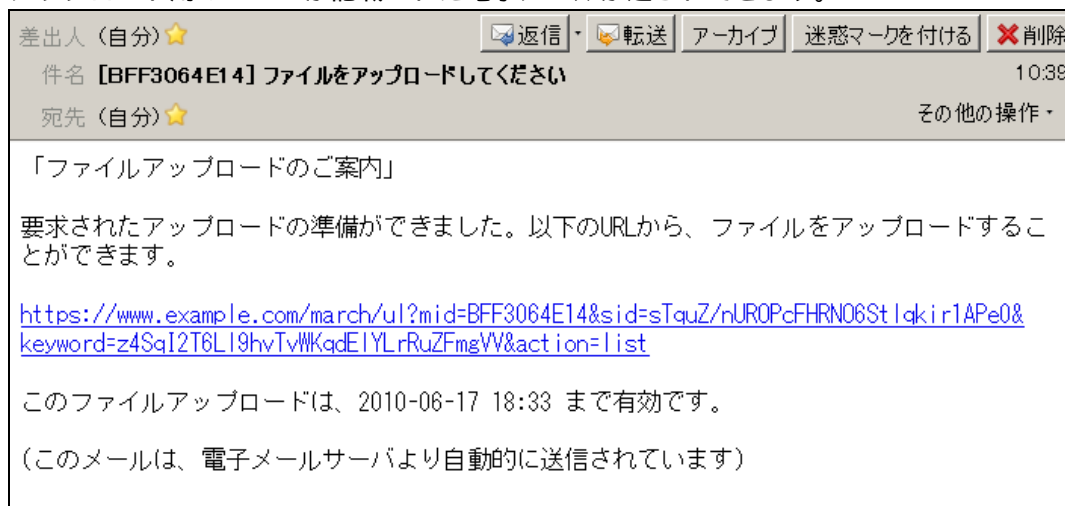 差出人 (自分) 返信 転送 アーカイブ 迷惑マークを付ける 削除
件名 [BFF3064E14] ファイルをアップロードしてください 10:39
宛先 (自分) その他の操作
「ファイルアップロードのご案内」
要求されたアップロードの準備ができました。以下のURLから、ファイルをアップロードするこ
とができます。
https://www.example.com/march/ul?mid=BFF3064E14&sid=sTquZ/nUROPcFHRNO6Stlqkir1APe0&
keyword=z4SqI2T6Ll9hvTvWKqdElYLrRuZFmgVV&action=list
このファイルアップロードは、2010-06-17 18:33 まで有効です。
(このメールは、電子メールサーバより自動的に送信されています)